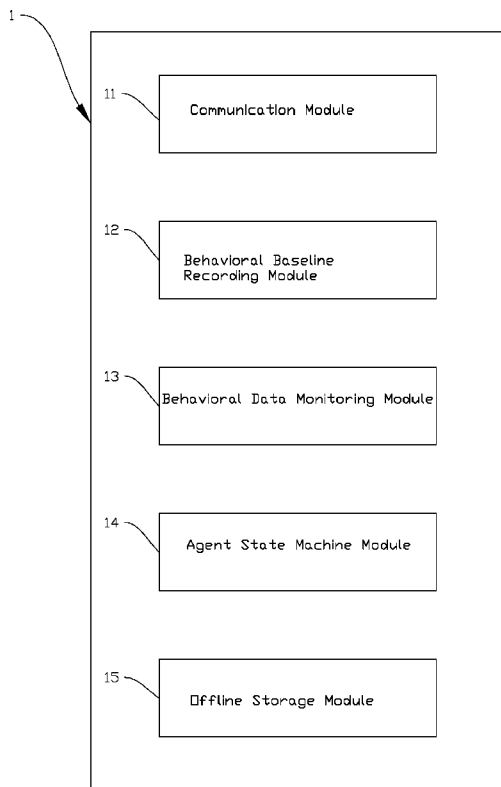 1
11
Communication Module
12
Behavioral Baseline
Recording Module
13
Behavioral Data Monitoring Module
14
Agent State Machine Module
15
Offline Storage Module